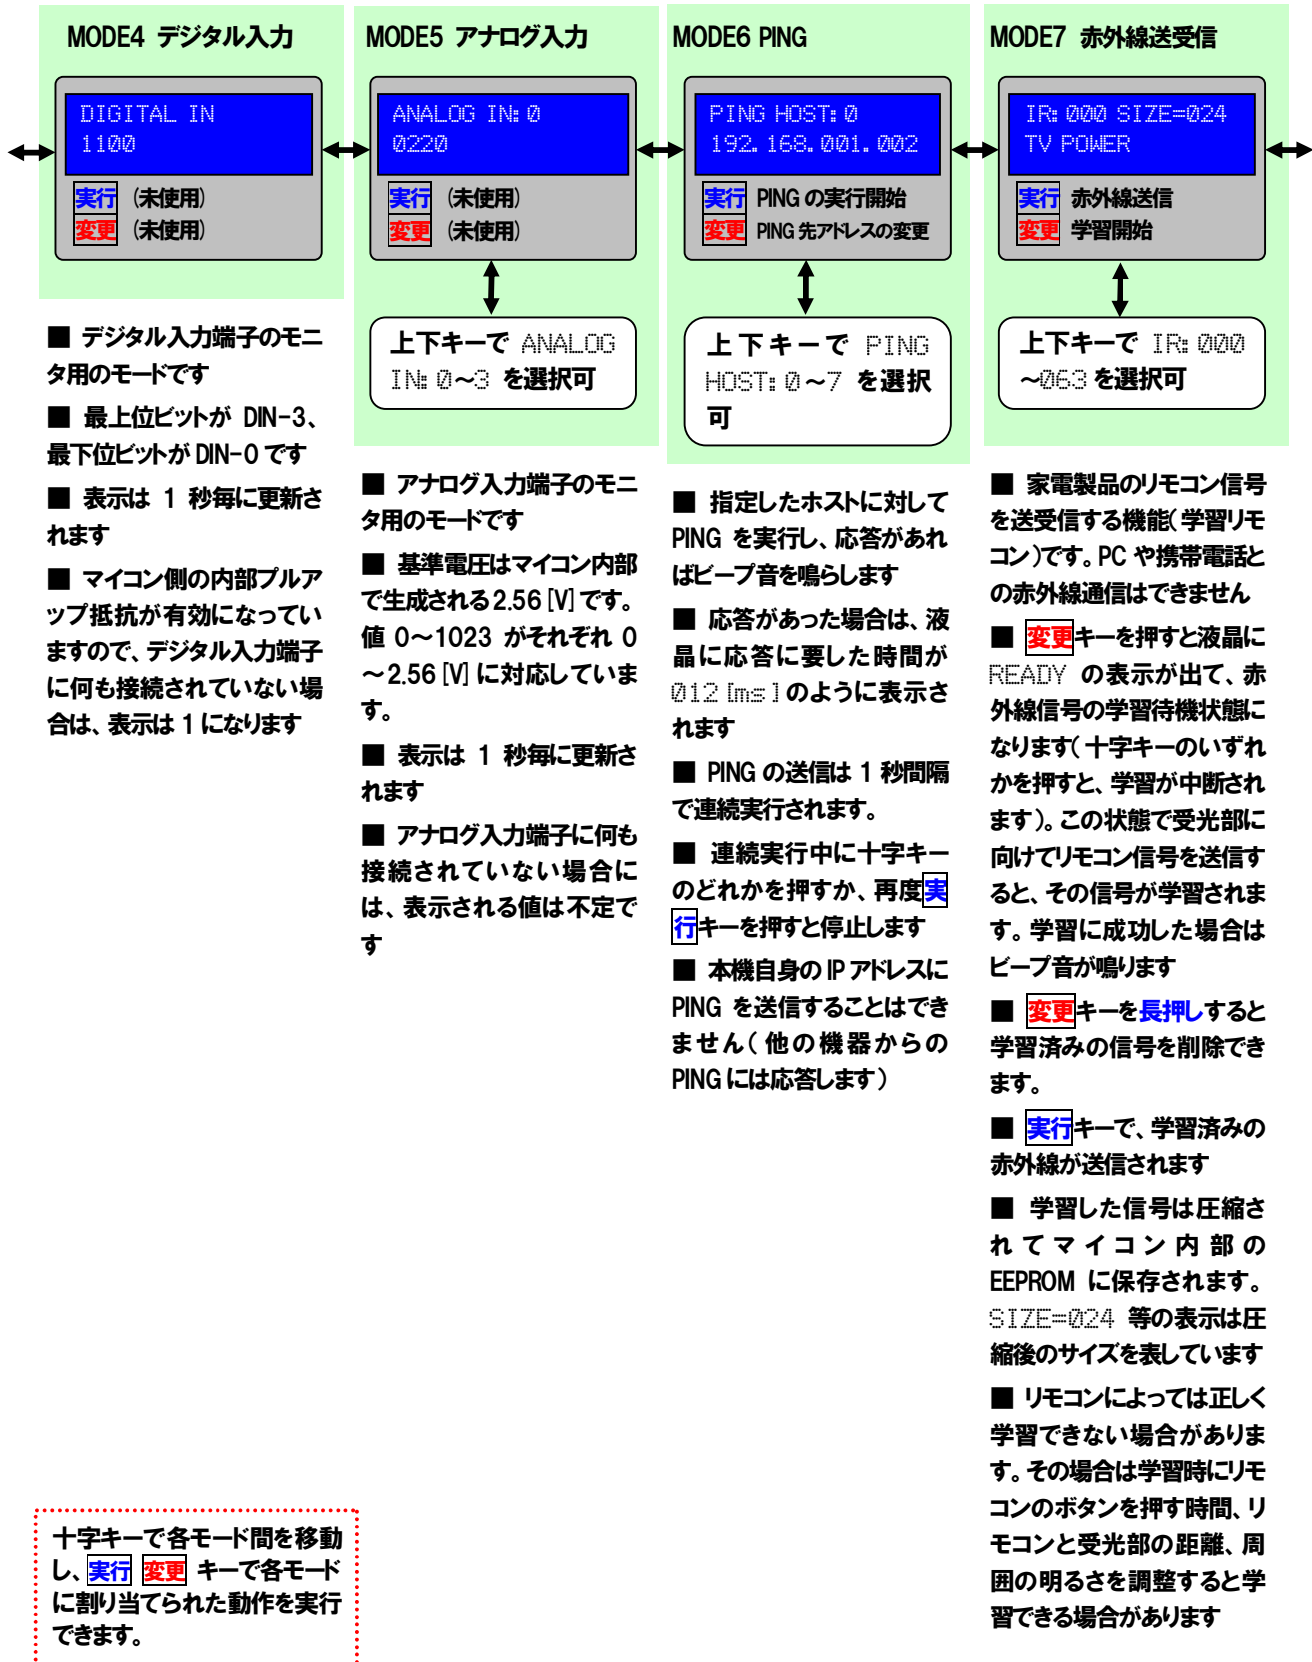 MODE4 デジタル入力
DIGITAL IN
1100
実行 (未使用)
変更 (未使用)
■ デジタル入力端子のモニ
タ用のモードです
■ 最上位ビットが DIN-3、
最下位ビットが DIN-0 です
■ 表示は 1 秒毎に更新さ
れます
■ マイコン側の内部プルア
ップ抵抗が有効になってい
ますので、デジタル入力端子
に何も接続されていない場
合は、表示は 1 になります
MODE5 アナログ入力
ANALOG IN:0
0220
実行 (未使用)
変更 (未使用)
上下キーで ANALOG
IN:0～3 を選択可
■ アナログ入力端子のモニ
タ用のモードです
■ 基準電圧はマイコン内部
で生成される 2.56[V]です。
値 0～1023 がそれぞれ 0
～2.56[V]に対応していま
す。
■ 表示は 1 秒毎に更新さ
れます
■ アナログ入力端子に何も
接続されていない場合に
は、表示される値は不定で
す
MODE6 PING
PING HOST:0
192.168.001.002
実行 PING の実行開始
変更 PING 先アドレスの変更
上下キーで PING
HOST:0～7 を選択
可
■ 指定したホストに対して
PING を実行し、応答があれ
ばビープ音を鳴らします
■ 応答があった場合は、液
晶に応答に要した時間が
012[ms]のように表示さ
れます
■ PING の送信は 1 秒間隔
で連続実行されます。
■ 連続実行中に十字キー
のどれかを押すか、再度実
行キーを押すと停止します
■ 本機自身の IP アドレスに
PING を送信することはでき
ません(他の機器からの
PING には応答します)
MODE7 赤外線送受信
IR:000 SIZE=024
TV POWER
実行 赤外線送信
変更 学習開始
上下キーで IR:000
～063 を選択可
■ 家電製品のリモコン信号
を送受信する機能(学習リモ
コン)です。PC や携帯電話と
の赤外線通信はできません
■ 変更キーを押すと液晶に
READY の表示が出て、赤
外線信号の学習待機状態に
なります(十字キーのいずれ
かを押すと、学習が中断され
ます)。この状態で受光部に
向けてリモコン信号を送信す
ると、その信号が学習されま
す。学習に成功した場合は
ビープ音が鳴ります
■ 変更キーを長押しすると
学習済みの信号を削除でき
ます。
■ 実行キーで、学習済みの
赤外線が送信されます
■ 学習した信号は圧縮さ
れてマイコン内部の
EEPROM に保存されます。
SIZE=024 等の表示は圧
縮後のサイズを表しています
■ リモコンによっては正しく
学習できない場合がありま
す。その場合は学習時にリモ
コンのボタンを押す時間、リ
モコンと受光部の距離、周
囲の明るさを調整すると学
習できる場合があります
十字キーで各モード間を移動
し、実行 変更 キーで各モード
に割り当てられた動作を実行
できます。